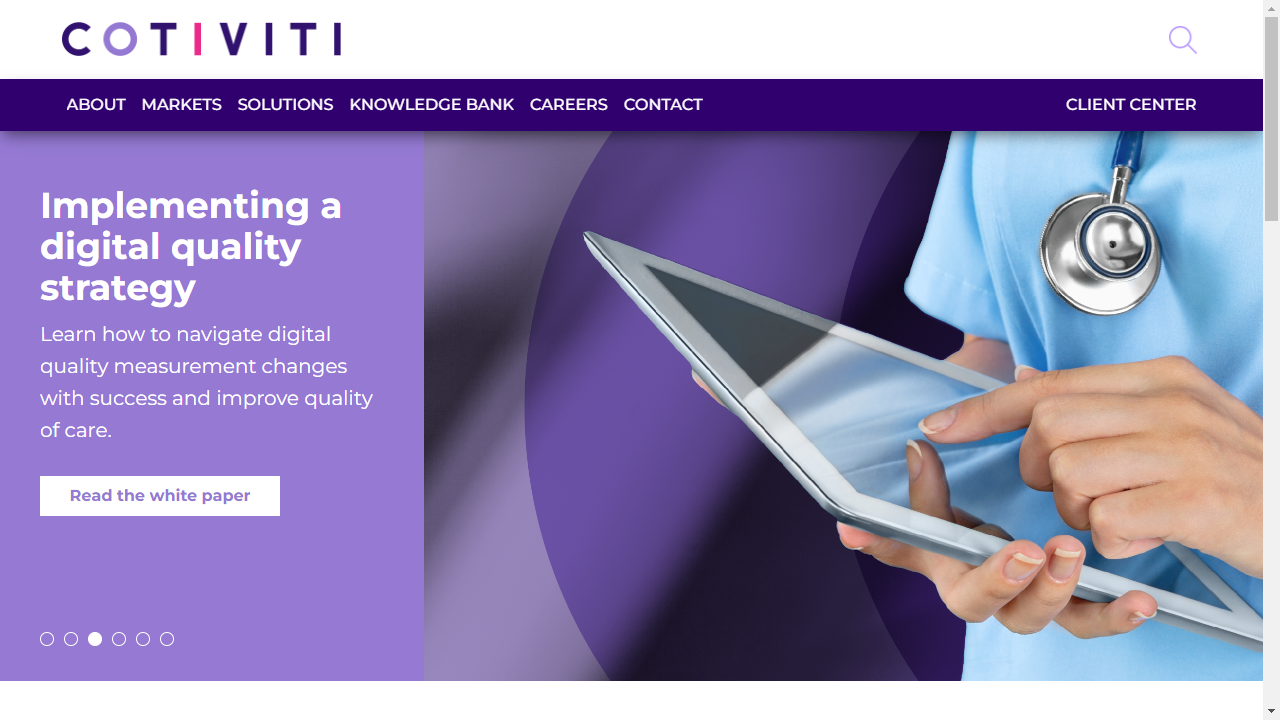 COTIVITI
ABOUT MARKETS SOLUTIONS KNOWLEDGE BANK CAREERS CONTACT CLIENT CENTER
Implementing a
digital quality
strategy
Learn how to navigate digital
quality measurement changes
with success and improve quality
of care.
Read the white paper